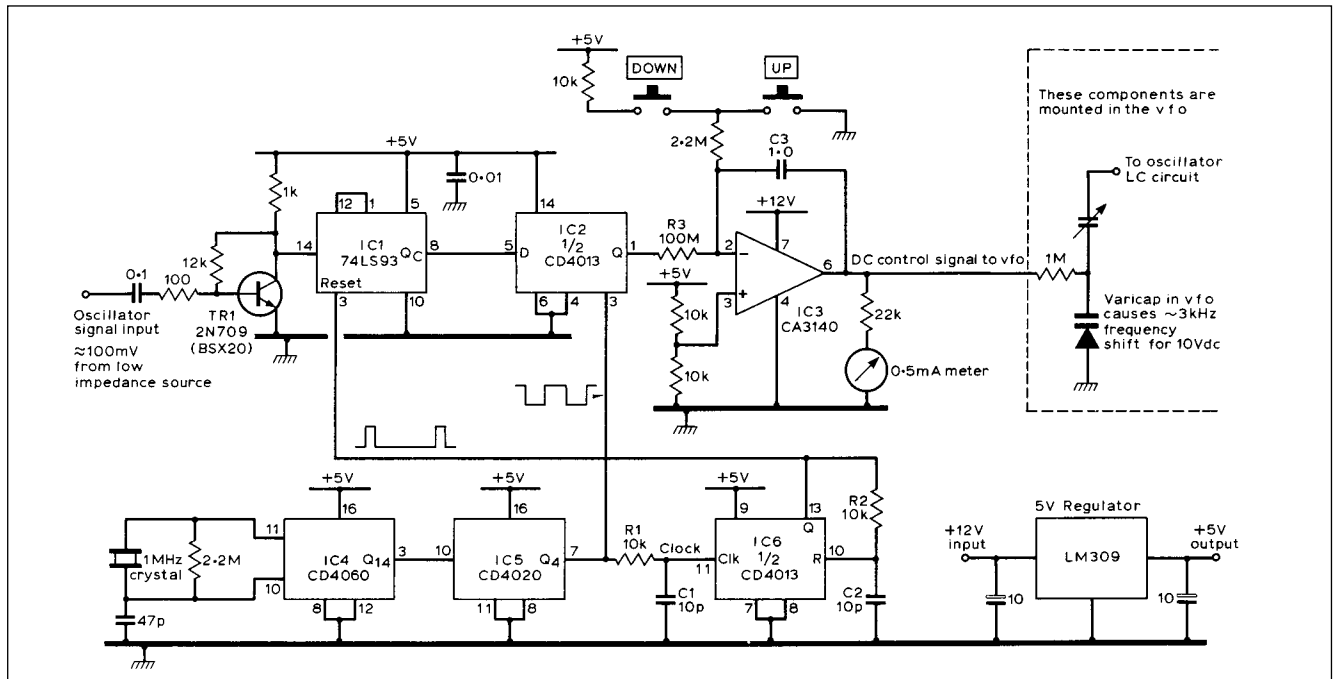 +5V
10k
DOWN
UP
2·2M
C3
1·0
+5V
0·01
1k
12
1
5
14
14
12k
IC1
74LS93
QC
8
Reset
3
10
5
D
IC2
1/2
CD4013
Q
1
6
4
3
R3
100M
+12V
7
2
−
+
3
6
4
IC3
CA3140
+5V
10k
10k
DC control signal to vfo
22k
0·5mA meter
These components are
mounted in the vfo
To oscillator
LC circuit
1M
Varicap in vfo
causes ~3kHz
frequency
shift for 10Vdc
0·1
100
Oscillator
signal input
≈100mV
from low
impedance source
TR1
2N709
(BSX20)
1MHz
crystal
2·2M
47p
11
10
+5V
16
IC4
CD4060
Q14
3
8
12
+5V
16
10
IC5
CD4020
Q4
7
11
8
R1
10k
Clock
C1
10p
+5V
9
13
Q
11
Clk
IC6
1/2
CD4013
R
10
7
8
R2
10k
C2
10p
5V Regulator
+12V
input
LM309
+5V
output
10
10